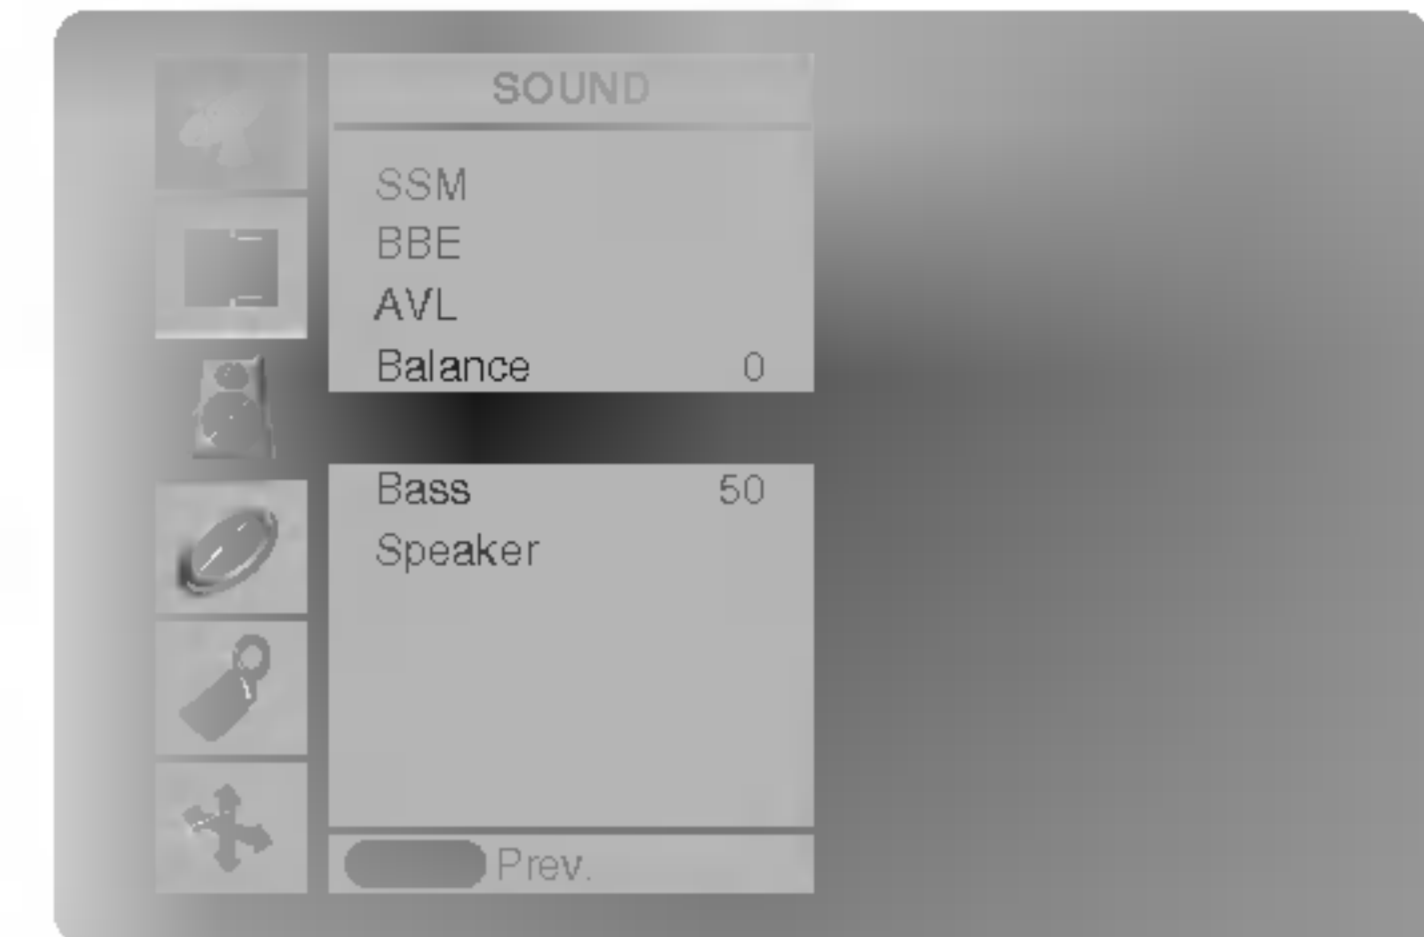 SOUND
SSM
BBE
AVL
Balance 0
Bass 50
Speaker
Prev.